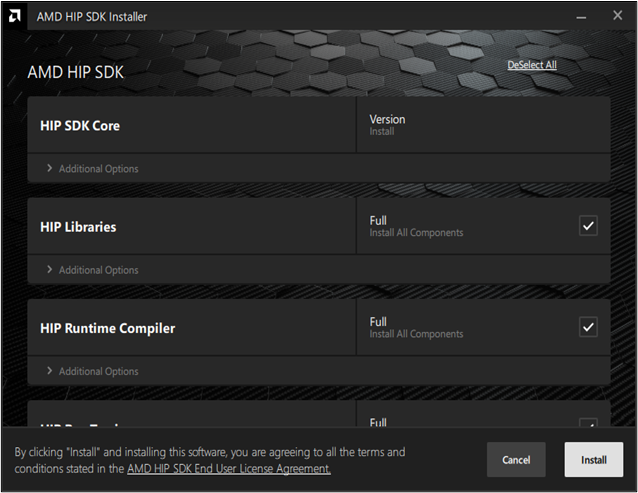 AMD HIP SDK Installer
AMD HIP SDK
DeSelect All
HIP SDK Core
Version
Install
Additional Options
HIP Libraries
Full
Install All Components
Additional Options
HIP Runtime Compiler
Full
Install All Components
Additional Options
HIP
Full
By clicking "Install" and installing this software, you are agreeing to all the terms and
conditions stated in the AMD HIP SDK End User License Agreement.
Cancel
Install